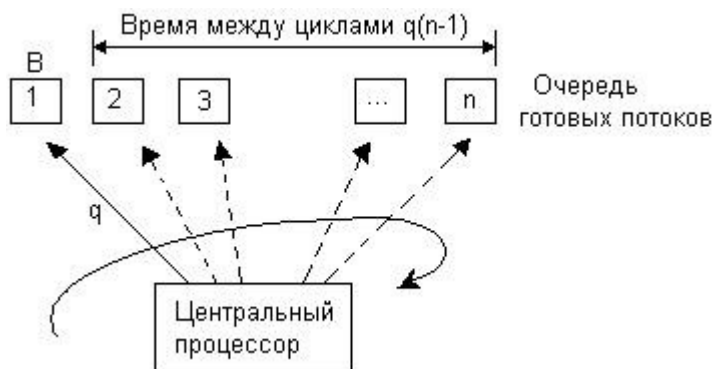 Время между циклами q(n-1)
В
1 2 3 ... n
Очередь
готовых потоков
q
Центральный
процессор